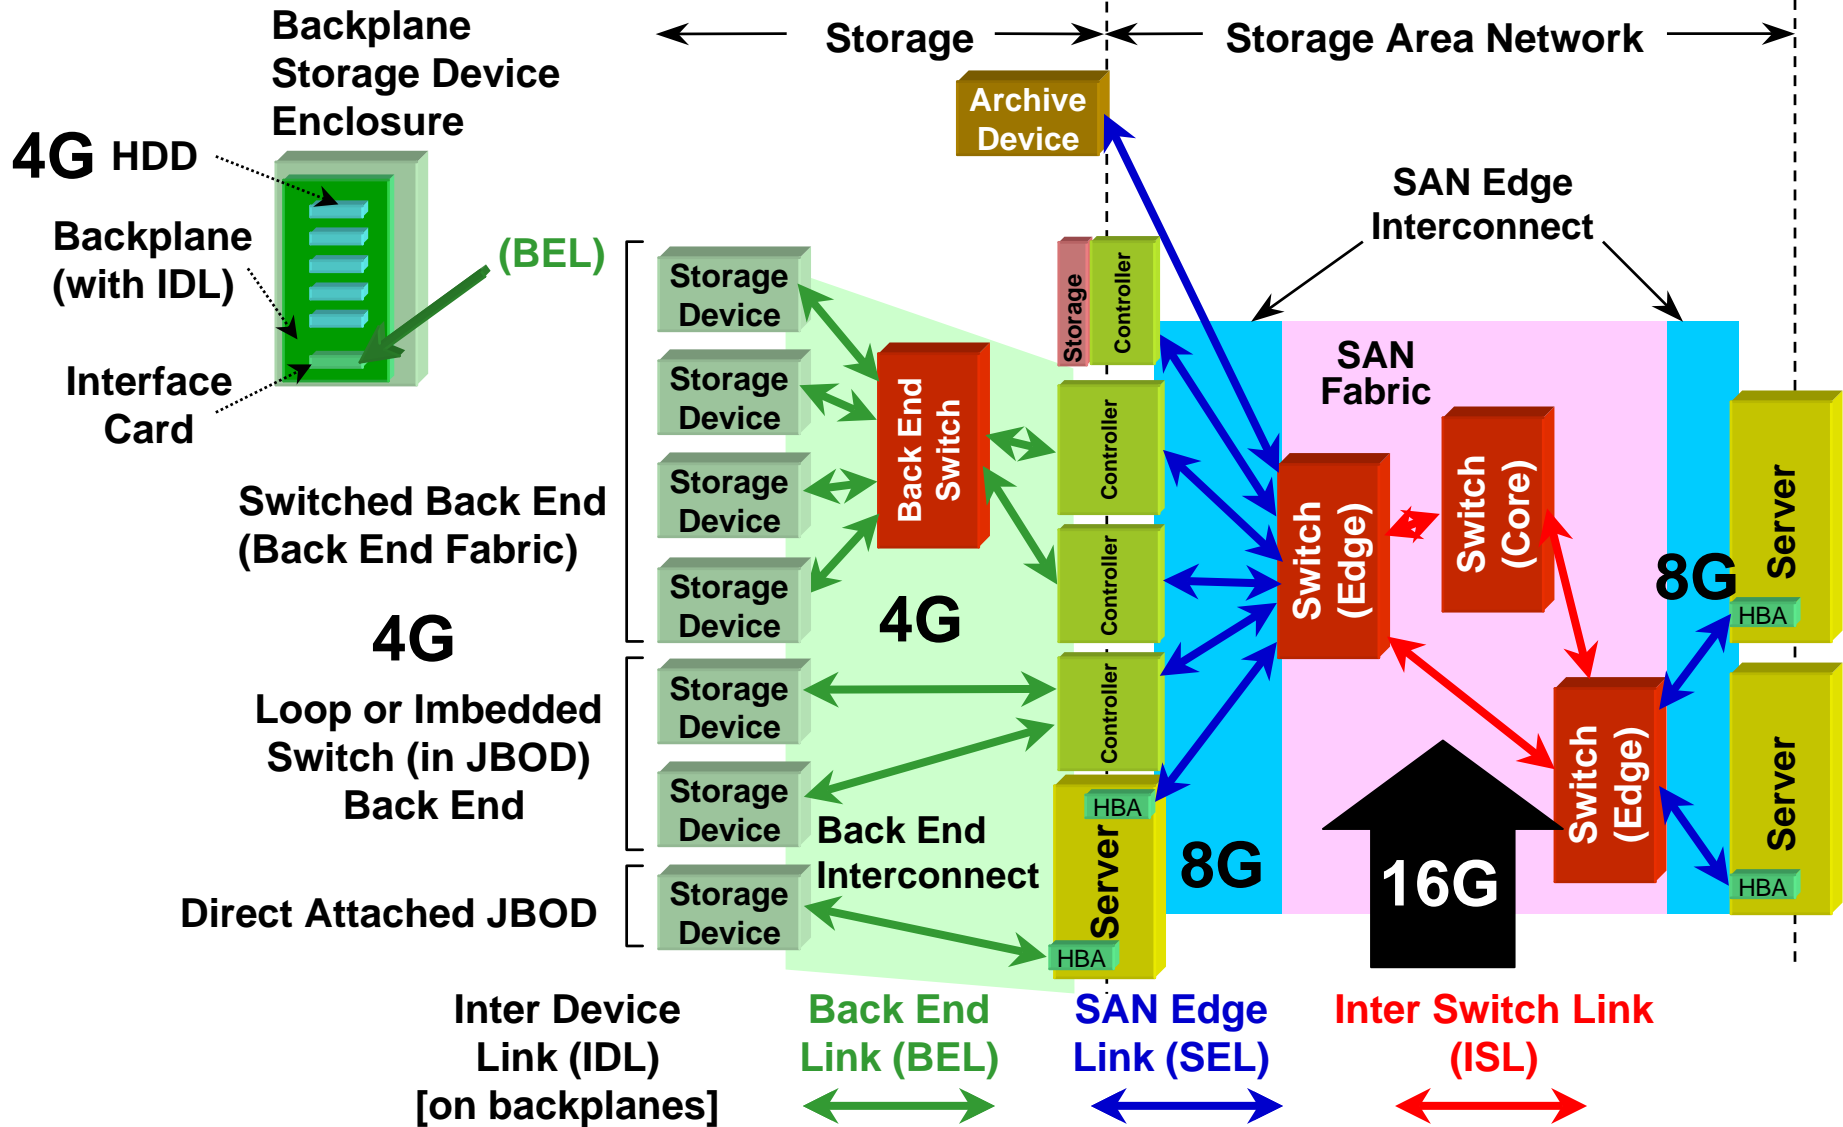 Backplane
Storage Device
Enclosure
Storage
Storage Area Network
Archive
Device
4G HDD
SAN Edge
Interconnect
Backplane
(with IDL)
(BEL)
Interface
Card
Storage
Device
Storage
Device
Storage
Device
Storage
Device
Storage
Device
Storage
Device
Storage
Device
Back End
Switch
Storage
Controller
Controller
Controller
Controller
SAN
Fabric
Switch
(Edge)
Switch
(Core)
Switch
(Edge)
8G
Server
HBA
Server
HBA
Switched Back End
(Back End Fabric)
4G
4G
Loop or Imbedded
Switch (in JBOD)
Back End
Back End
Interconnect
HBA
Server
HBA
8G
16G
Direct Attached JBOD
Inter Device
Link (IDL)
[on backplanes]
Back End
Link (BEL)
SAN Edge
Link (SEL)
Inter Switch Link
(ISL)